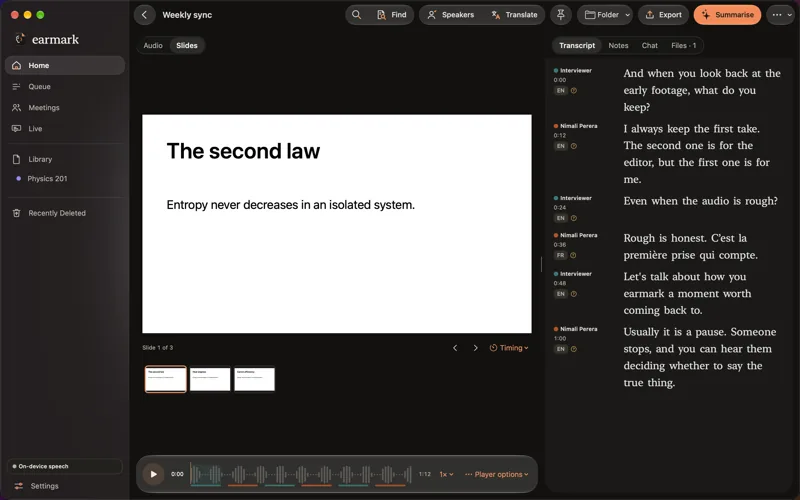 Weekly sync
Find
Speakers
Translate
Folder
Export
Summarise
earmark
Home
Queue
Meetings
Live
Library
Physics 201
Recently Deleted
On-device speech
Settings
Audio
Slides
The second law
Entropy never decreases in an isolated system.
Slide 1 of 3
Timing
The second law
0:00
1:12
1×
Player options
Transcript
Notes
Chat
Files · 1
Interviewer
0:00
EN
And when you look back at the
early footage, what do you
keep?
Nimali Perera
0:12
EN
I always keep the first take.
The second one is for the
editor, but the first one is for
me.
Interviewer
0:24
EN
Even when the audio is rough?
Nimali Perera
0:36
FR
Rough is honest. C'est la
première prise qui compte.
Interviewer
0:48
EN
Let's talk about how you
earmark a moment worth
coming back to.
Nimali Perera
1:00
EN
Usually it is a pause. Someone
stops, and you can hear them
deciding whether to say the
true thing.